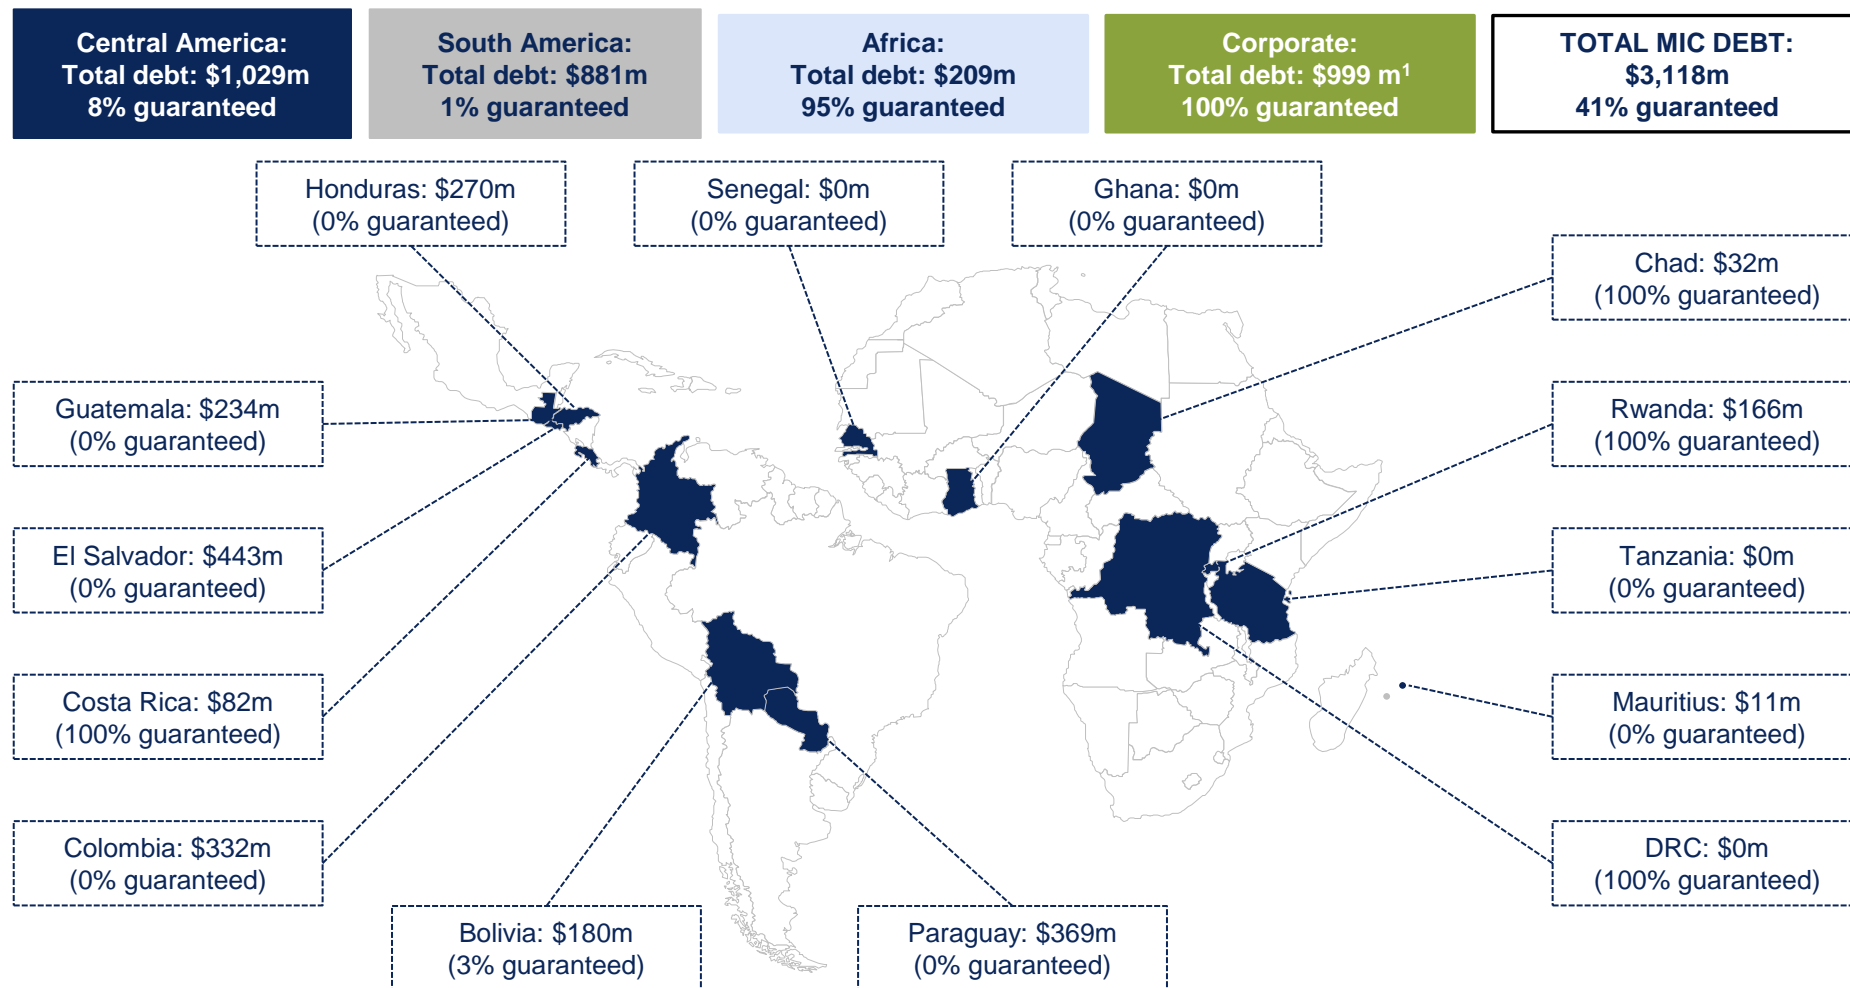 Central America:
Total debt: $1,029m
8% guaranteed
South America:
Total debt: $881m
1% guaranteed
Africa:
Total debt: $209m
95% guaranteed
Corporate:
Total debt: $999 m¹
100% guaranteed
TOTAL MIC DEBT:
$3,118m
41% guaranteed
Honduras: $270m
(0% guaranteed)
Senegal: $0m
(0% guaranteed)
Ghana: $0m
(0% guaranteed)
Chad: $32m
(100% guaranteed)
Guatemala: $234m
(0% guaranteed)
Rwanda: $166m
(100% guaranteed)
El Salvador: $443m
(0% guaranteed)
Tanzania: $0m
(0% guaranteed)
Costa Rica: $82m
(100% guaranteed)
Mauritius: $11m
(0% guaranteed)
Colombia: $332m
(0% guaranteed)
DRC: $0m
(100% guaranteed)
Bolivia: $180m
(3% guaranteed)
Paraguay: $369m
(0% guaranteed)